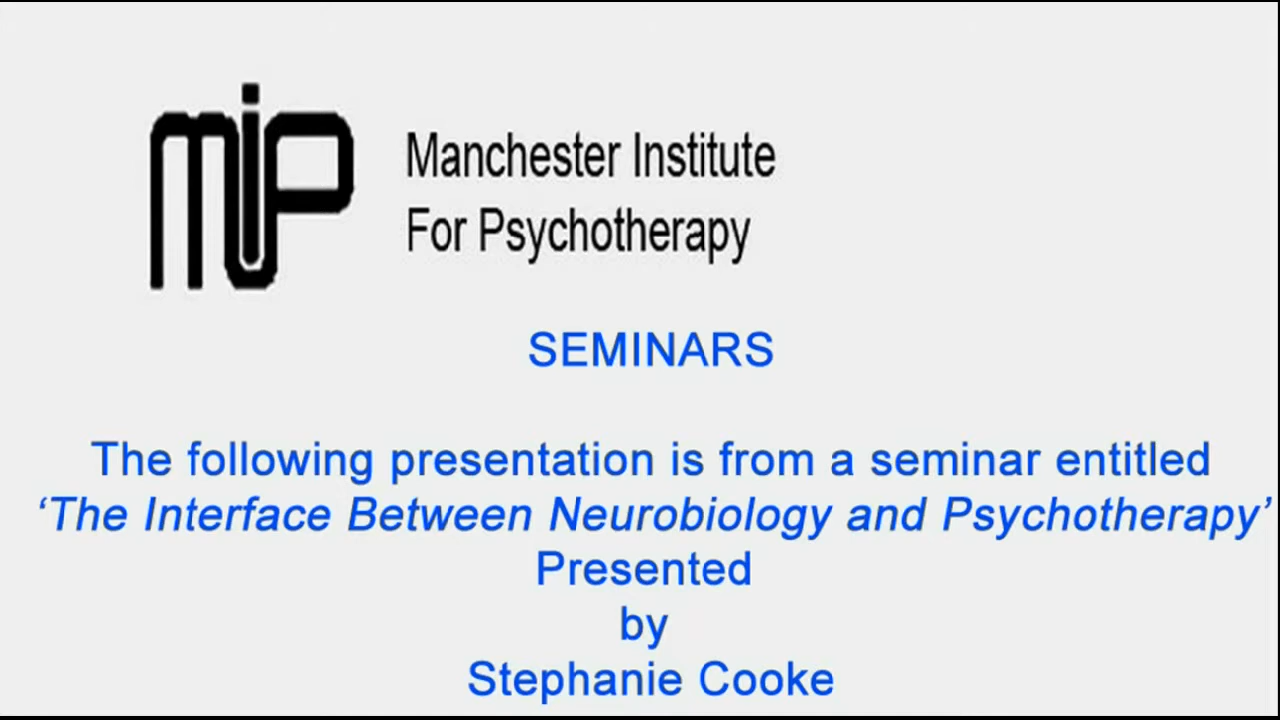 mip
Manchester Institute
For Psychotherapy
SEMINARS
The following presentation is from a seminar entitled
‘The Interface Between Neurobiology and Psychotherapy’
Presented
by
Stephanie Cooke